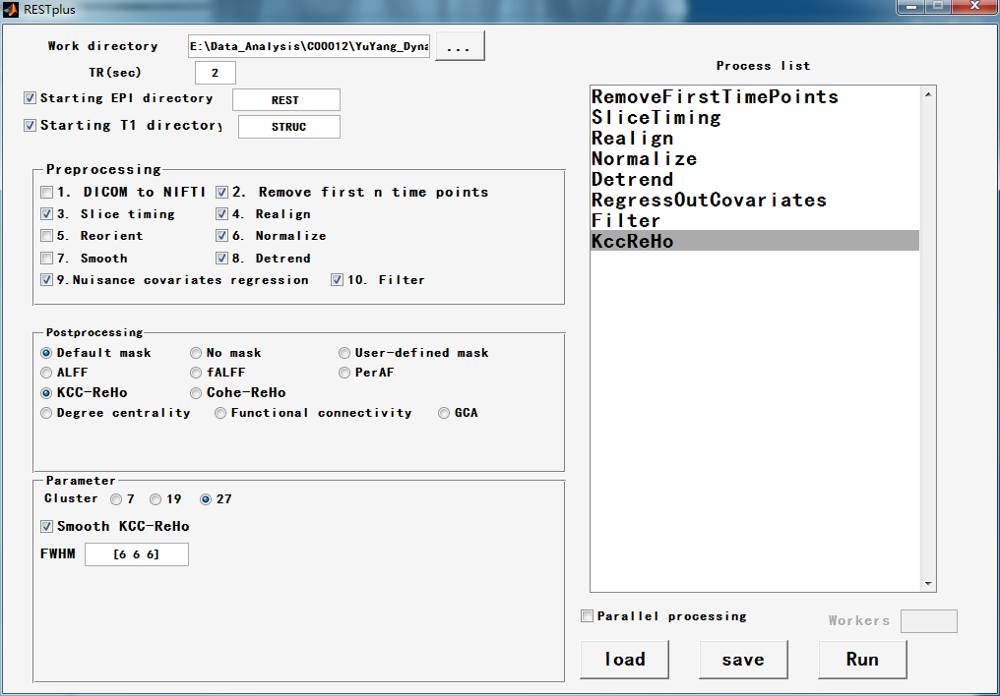 RESTplus
Work directory E:\Data_Analysis\C00012\YuYang_Dyna ...
TR(sec) 2
Starting EPI directory REST
Starting T1 directory STRUC
Preprocessing
1. DICOM to NIFTI 2. Remove first n time points
3. Slice timing 4. Realign
5. Reorient 6. Normalize
7. Smooth 8. Detrend
9.Nuisance covariates regression 10. Filter
Postprocessing
Default mask No mask User-defined mask
ALFF fALFF PerAF
KCC-ReHo Cohe-ReHo
Degree centrality Functional connectivity GCA
Parameter
Cluster 7 19 27
Smooth KCC-ReHo
FWHM [6 6 6]
Process list
RemoveFirstTimePoints
SliceTiming
Realign
Normalize
Detrend
RegressOutCovariates
Filter
KccReHo
Parallel processing Workers
load save Run